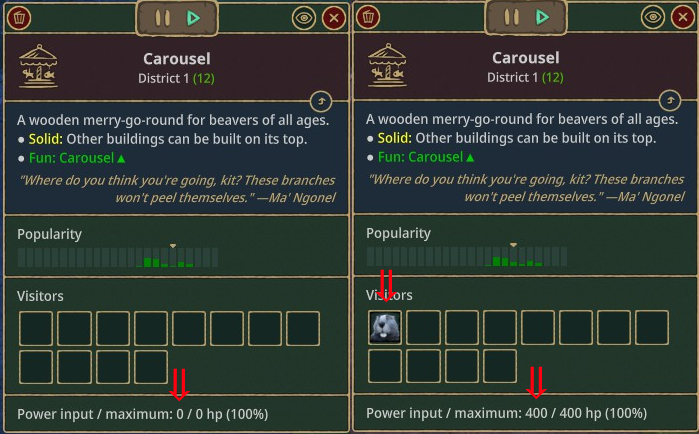 Carousel
District 1 (12)
A wooden merry-go-round for beavers of all ages.
● Solid: Other buildings can be built on its top.
● Fun: Carousel▲
"Where do you think you're going, kit? These branches
won't peel themselves." —Ma' Ngonel
Popularity
Visitors
Power input / maximum: 0 / 0 hp (100%)
Carousel
District 1 (12)
A wooden merry-go-round for beavers of all ages.
● Solid: Other buildings can be built on its top.
● Fun: Carousel▲
"Where do you think you're going, kit? These branches
won't peel themselves." —Ma' Ngonel
Popularity
Visitors
Power input / maximum: 400 / 400 hp (100%)